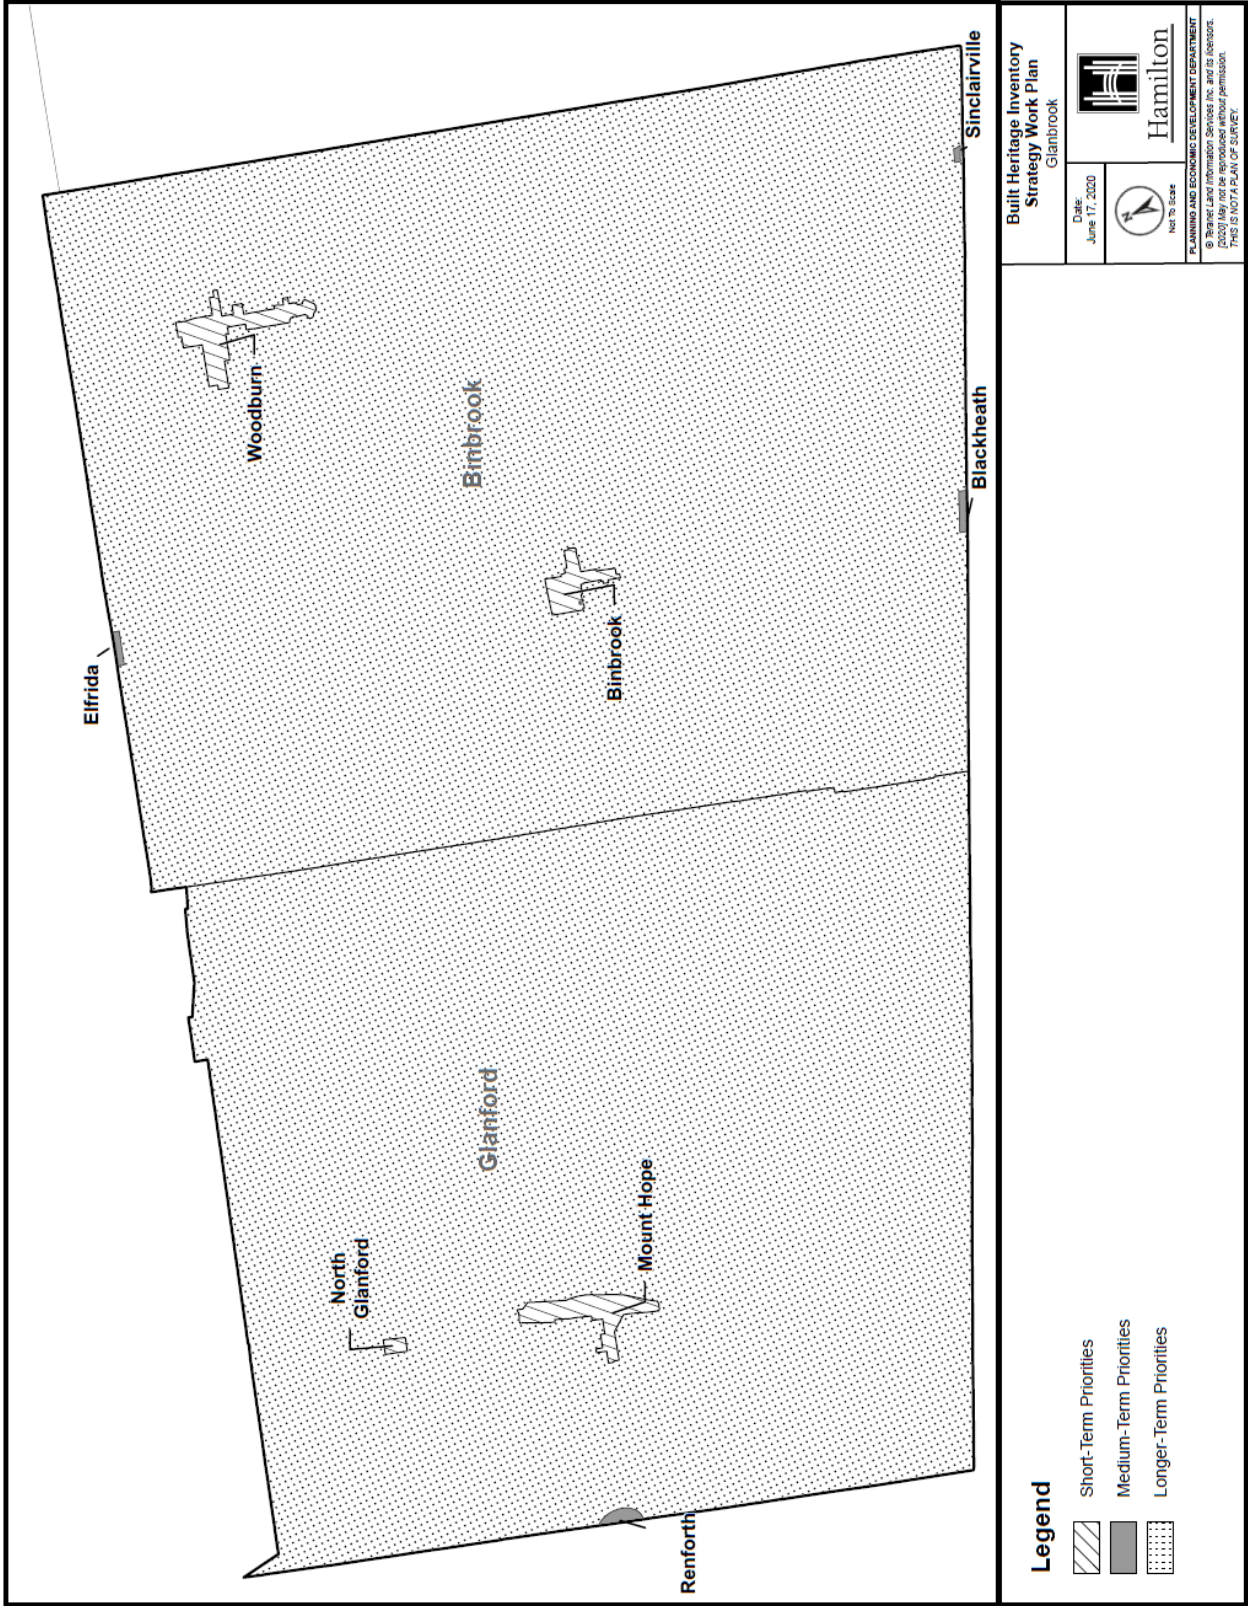 Elfrida
Woodburn
Binbrook
Binbrook
Sinclairville
Blackheath
Glanford
North
Glanford
Mount Hope
Renforth
Legend
Short-Term Priorities
Medium-Term Priorities
Longer-Term Priorities
Built Heritage Inventory
Strategy Work Plan
Glanbrook
Date:
June 17, 2020
N
Not To Scale
Hamilton
PLANNING AND ECONOMIC DEVELOPMENT DEPARTMENT
© Teranet Land Information Services Inc. and its licensors.
[2020] May not be reproduced without permission.
THIS IS NOT A PLAN OF SURVEY.